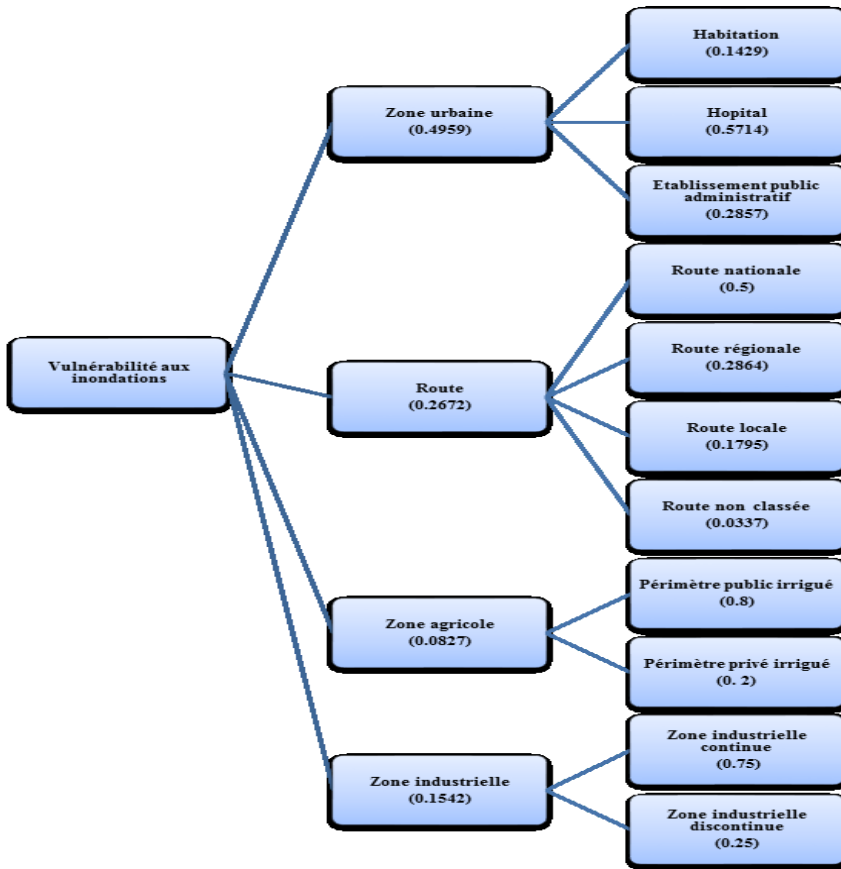 Vulnérabilité aux
inondations
Zone urbaine
(0.4959)
Habitation
(0.1429)
Hopital
(0.5714)
Etablissement public
administratif
(0.2857)
Route
(0.2672)
Route nationale
(0.5)
Route régionale
(0.2864)
Route locale
(0.1795)
Route non classée
(0.0337)
Zone agricole
(0.0827)
Périmètre public irrigué
(0.8)
Périmètre privé irrigué
(0. 2)
Zone industrielle
(0.1542)
Zone industrielle
continue
(0.75)
Zone industrielle
discontinue
(0.25)